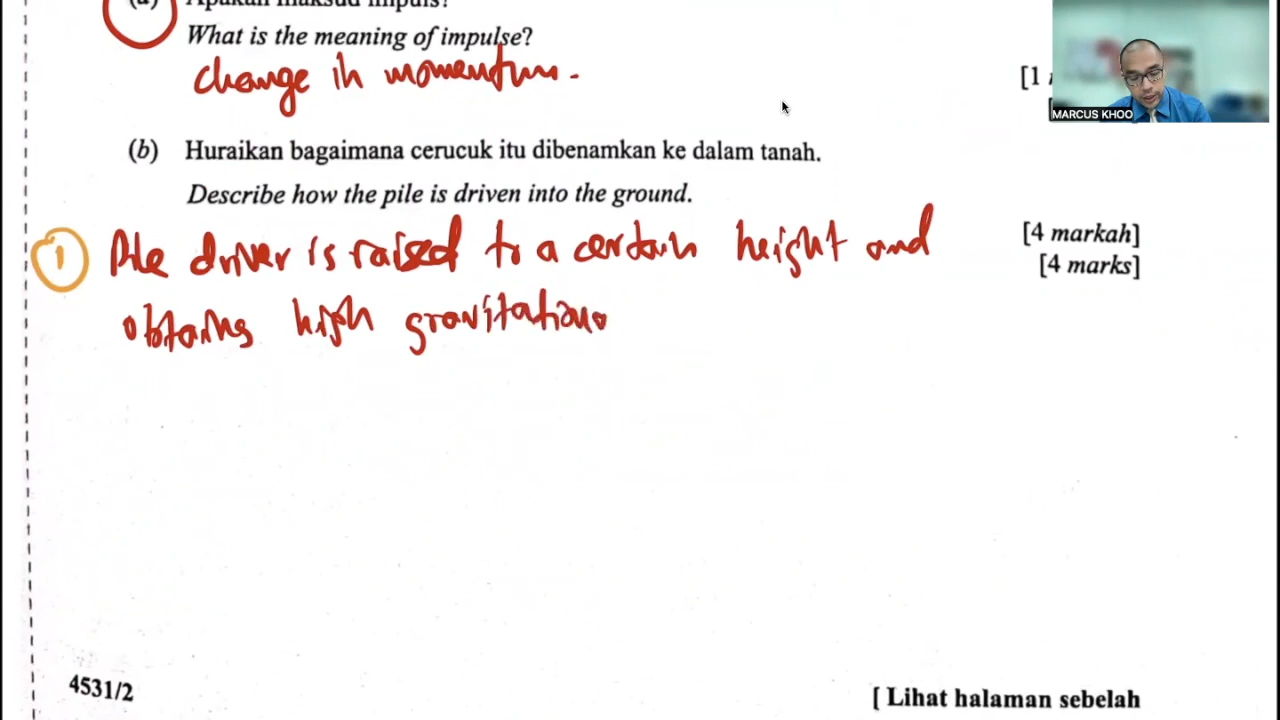 What is the meaning of impulse?
change in momentum.
[1
MARCUS KHOO
(b) Huraikan bagaimana cerucuk itu dibenamkan ke dalam tanah.
Describe how the pile is driven into the ground.
[4 markah]
[4 marks]
1 Pile driver is raised to a certain height and
obtains high gravitationa
4531/2
[ Lihat halaman sebelah